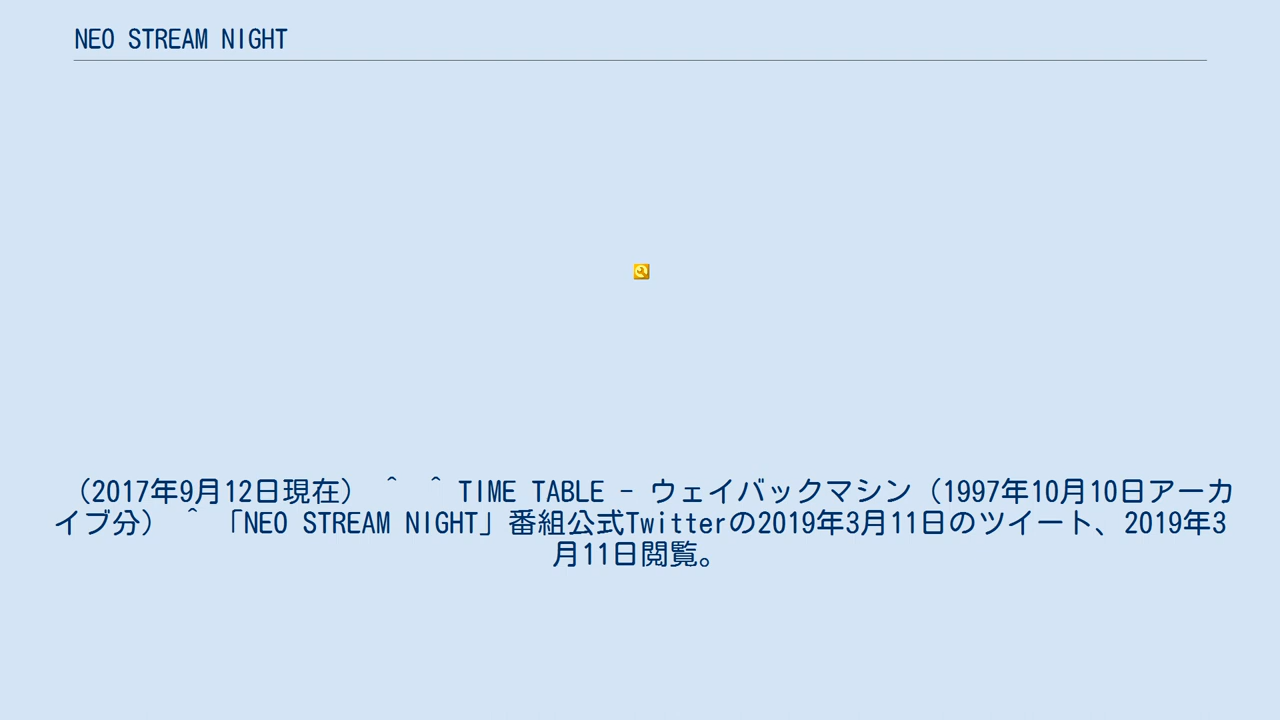 NEO STREAM NIGHT
（2017年9月12日現在） ^ ^ TIME TABLE - ウェイバックマシン（1997年10月10日アーカ
イブ分） ^ 「NEO STREAM NIGHT」番組公式Twitterの2019年3月11日のツイート、2019年3
月11日閲覧。